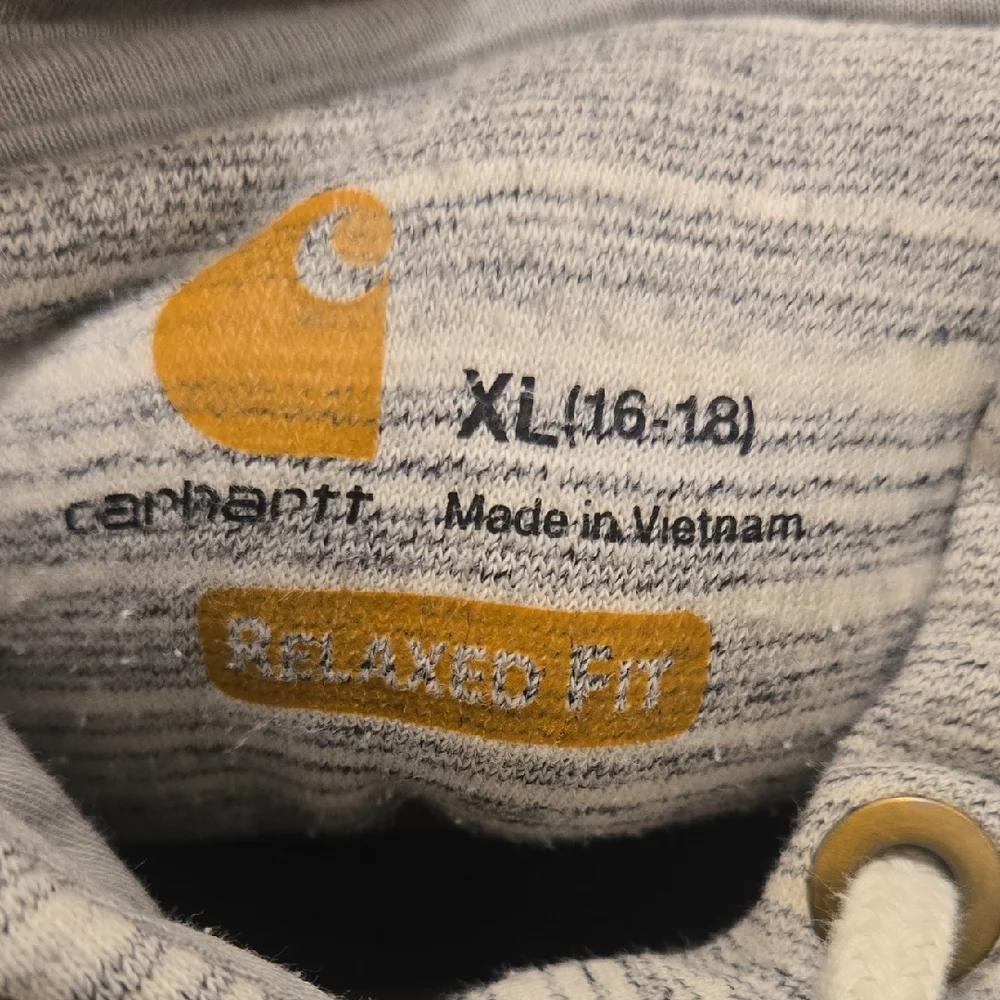 XL (16-18)
carhartt
Made in Vietnam
RELAXED FIT